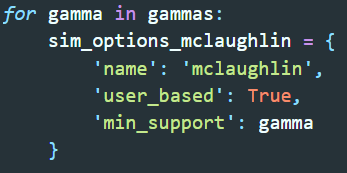 for gamma in gammas:
    sim_options_mclaughlin = {
        'name': 'mclaughlin',
        'user_based': True,
        'min_support': gamma
    }